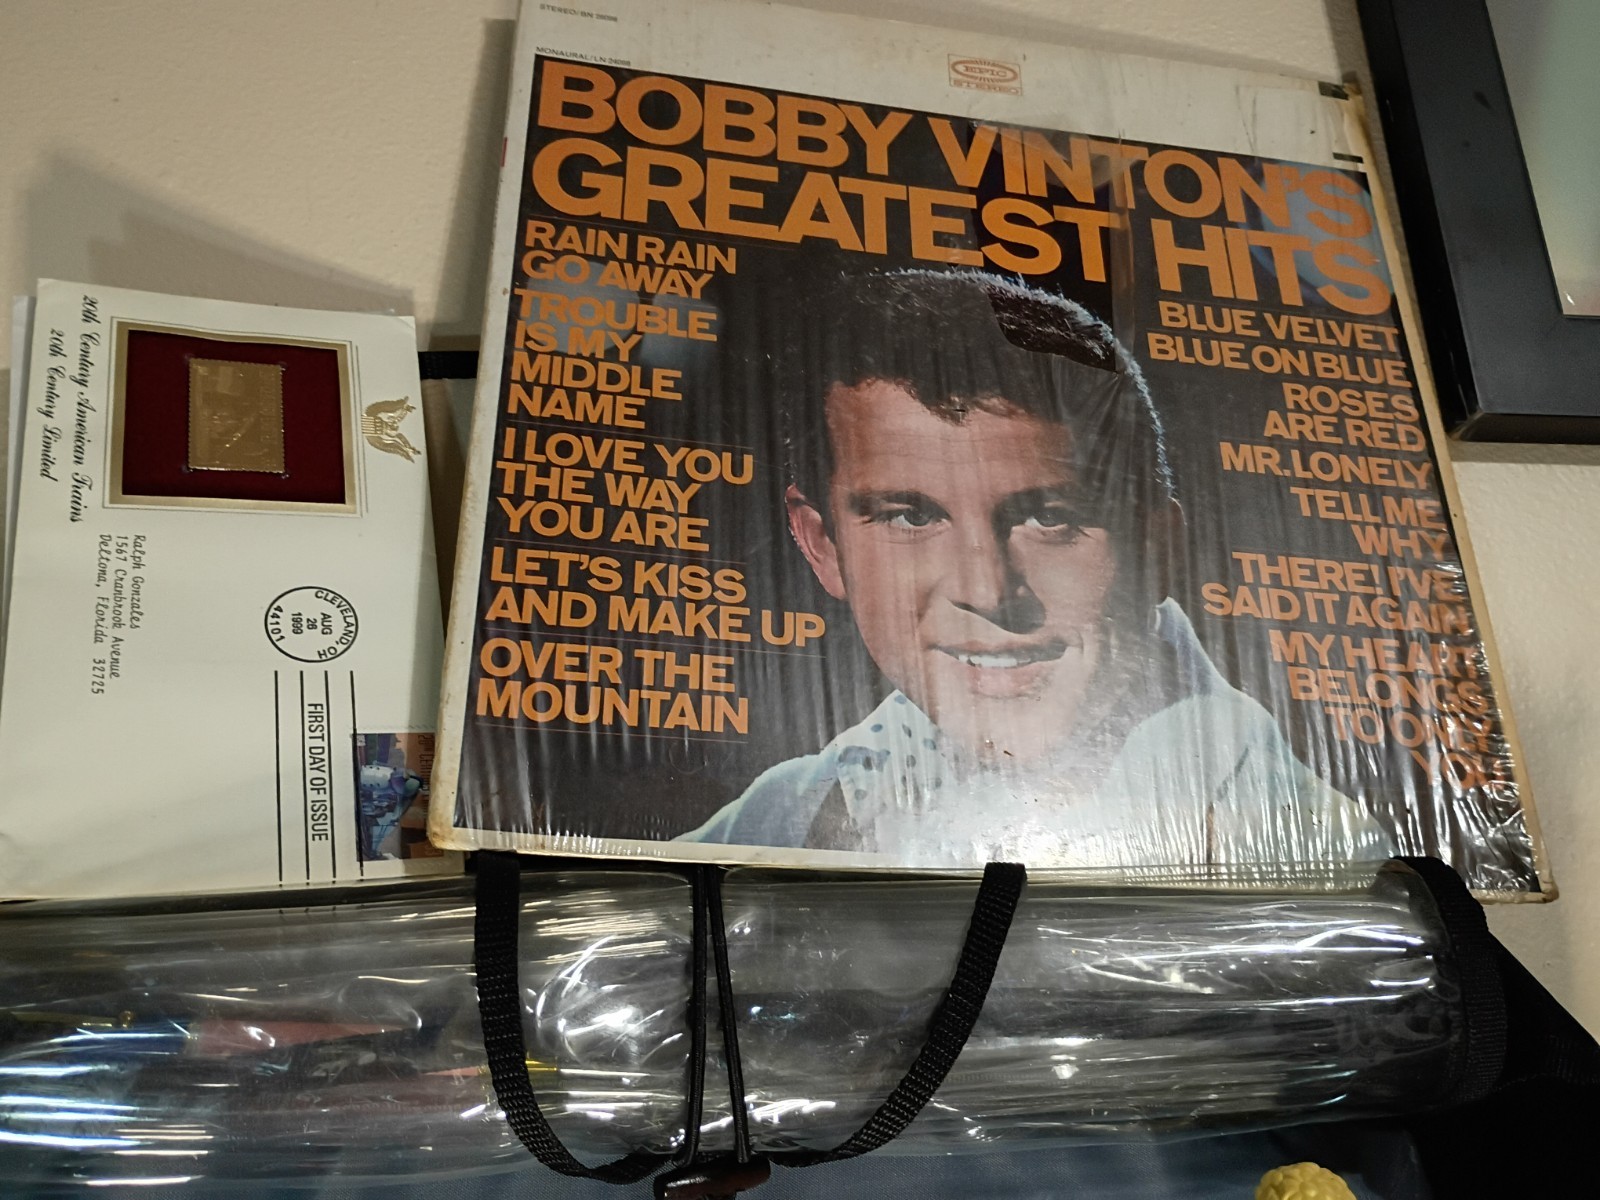 STEREO/BN 26098
MONAURAL/LN 24098
EPIC
STEREO
BOBBY VINTON'S
GREATEST HITS
RAIN RAIN
GO AWAY
TROUBLE
IS MY
MIDDLE
NAME
I LOVE YOU
THE WAY
YOU ARE
LET'S KISS
AND MAKE UP
OVER THE
MOUNTAIN
BLUE VELVET
BLUE ON BLUE
ROSES
ARE RED
MR. LONELY
TELL ME
WHY
THERE! I'VE
SAID IT AGAIN
MY HEART
BELONGS
TO ONLY
YOU
20th Century American Trains
20th Century Limited
Ralph Gonzales
1567 Cranbrook Avenue
Deltona, Florida 32725
CLEVELAND, OH
AUG
26
1999
44101
FIRST DAY OF ISSUE